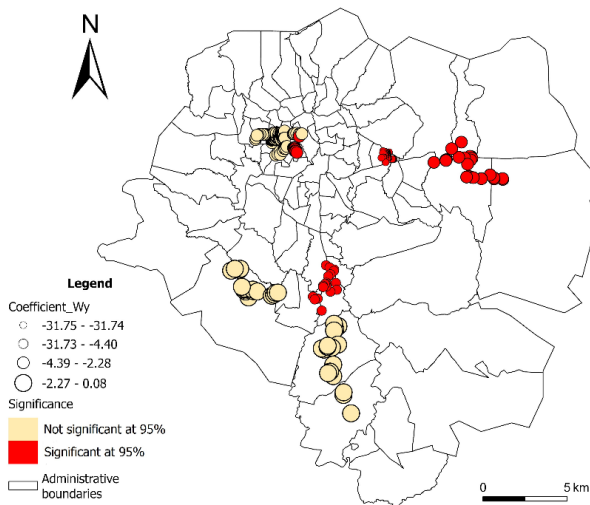 N
Legend
Coefficient_Wy
-31.75 - -31.74
-31.73 - -4.40
-4.39 - -2.28
-2.27 - 0.08
Significance
Not significant at 95%
Significant at 95%
Administrative
boundaries
0 5 km